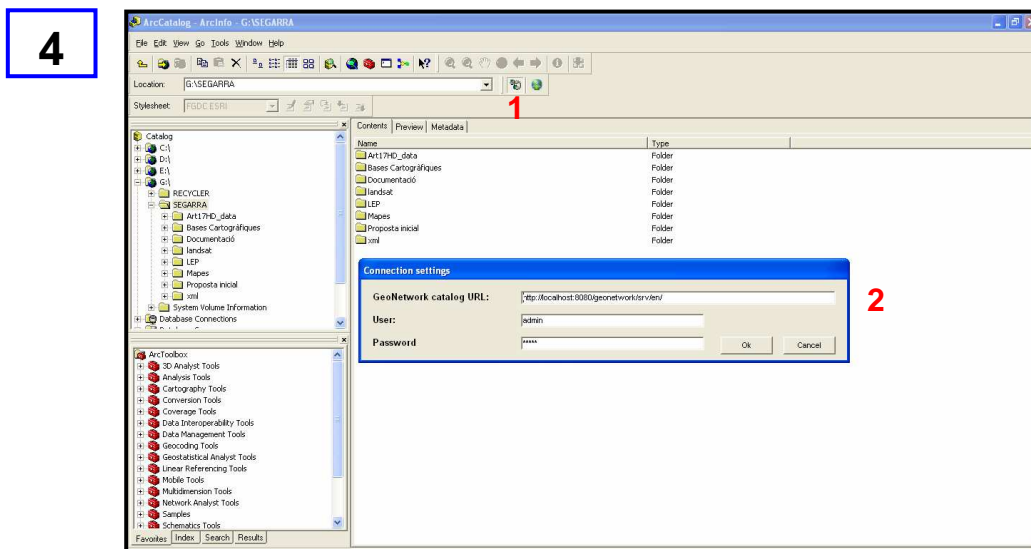 4
ArcCatalog - ArcInfo - G:\SEGARRA
File Edit View Go Tools Window Help
Location: G:\SEGARRA
Stylesheet: FGDC ESRI
1
Contents Preview Metadata
Name Type
Art17HD_data Folder
Bases Cartogràfiques Folder
Documentació Folder
landsat Folder
LEP Folder
Mapes Folder
Proposta inicial Folder
xml Folder
Catalog
C:\
D:\
E:\
G:\
RECYCLER
SEGARRA
Art17HD_data
Bases Cartogràfiques
Documentació
landsat
LEP
Mapes
Proposta inicial
xml
System Volume Information
Database Connections
Connection settings
GeoNetwork catalog URL: http://localhost:8080/geonetwork/srv/en/
User: admin
Password *****
Ok Cancel
2
ArcToolbox
3D Analyst Tools
Analysis Tools
Cartography Tools
Conversion Tools
Coverage Tools
Data Interoperability Tools
Data Management Tools
Geocoding Tools
Geostatistical Analyst Tools
Linear Referencing Tools
Mobile Tools
Multidimension Tools
Network Analyst Tools
Samples
Schematics Tools
Favorites Index Search Results